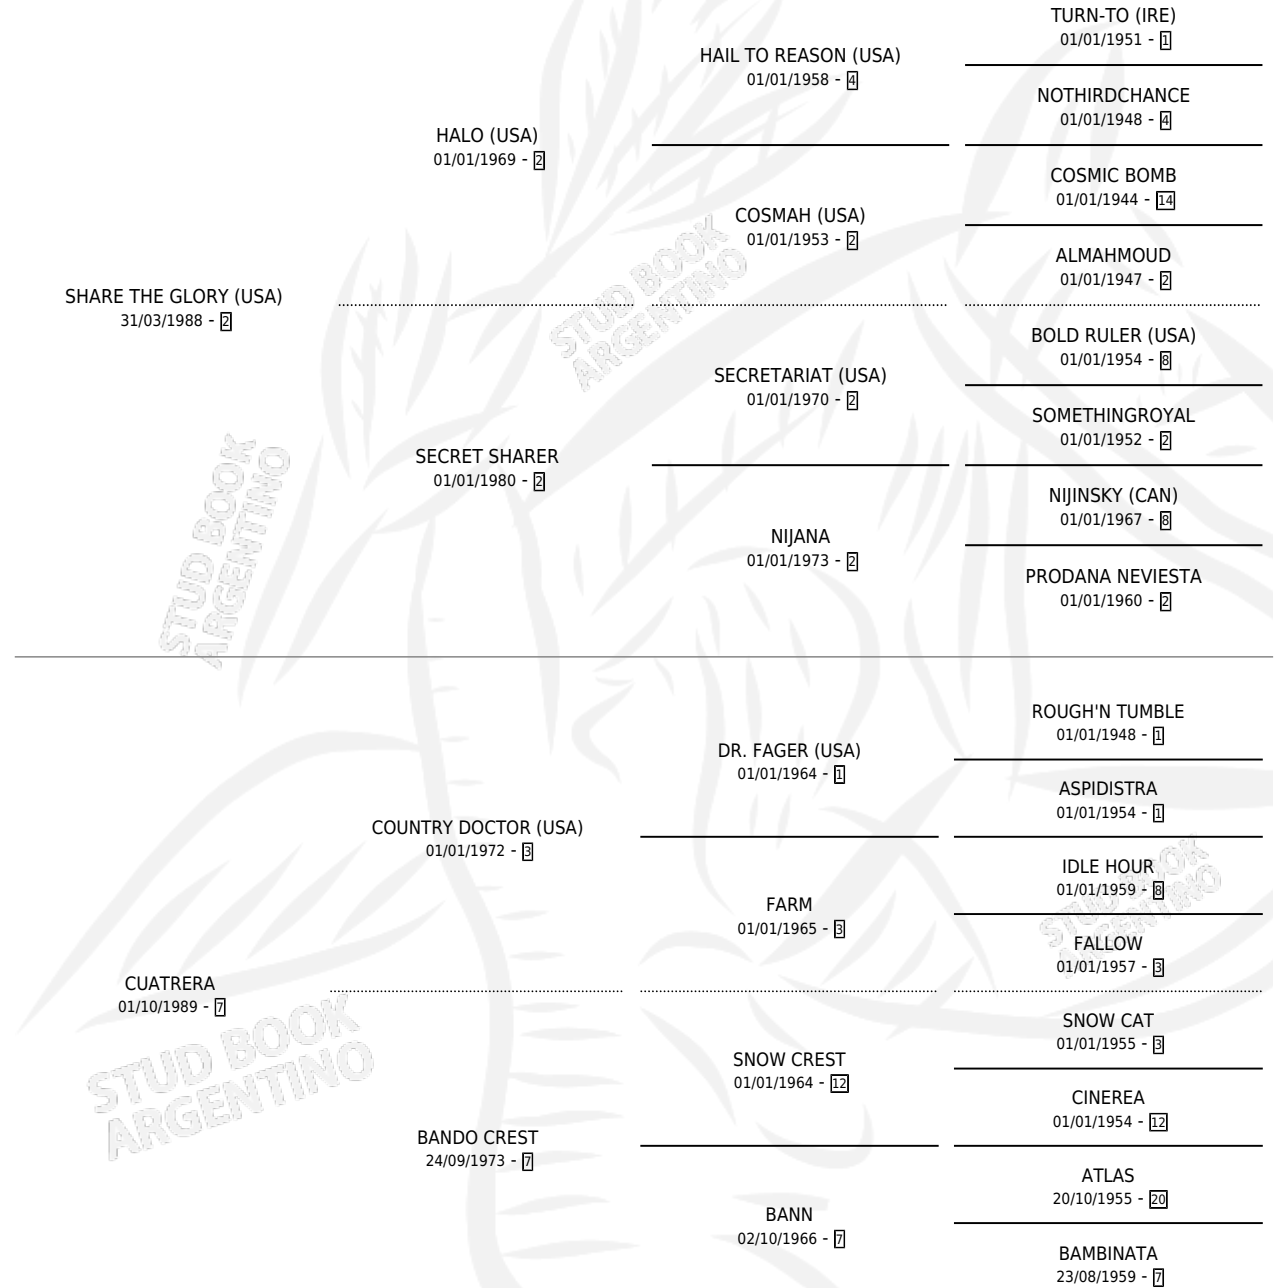 TURN-TO (IRE)
01/01/1951 - 1
HAIL TO REASON (USA)
01/01/1958 - 4
NOTHIRDCHANCE
01/01/1948 - 4
HALO (USA)
01/01/1969 - 2
COSMIC BOMB
01/01/1944 - 14
COSMAH (USA)
01/01/1953 - 2
ALMAHMOUD
01/01/1947 - 2
SHARE THE GLORY (USA)
31/03/1988 - 2
BOLD RULER (USA)
01/01/1954 - 8
SECRETARIAT (USA)
01/01/1970 - 2
SOMETHINGROYAL
01/01/1952 - 2
SECRET SHARER
01/01/1980 - 2
NIJINSKY (CAN)
01/01/1967 - 8
NIJANA
01/01/1973 - 2
PRODANA NEVIESTA
01/01/1960 - 2
ROUGH'N TUMBLE
01/01/1948 - 1
DR. FAGER (USA)
01/01/1964 - 1
ASPIDISTRA
01/01/1954 - 1
COUNTRY DOCTOR (USA)
01/01/1972 - 3
IDLE HOUR
01/01/1959 - 8
FARM
01/01/1965 - 3
FALLOW
01/01/1957 - 3
CUATRERA
01/10/1989 - 7
SNOW CAT
01/01/1955 - 3
SNOW CREST
01/01/1964 - 12
CINEREA
01/01/1954 - 12
BANDO CREST
24/09/1973 - 7
ATLAS
20/10/1955 - 20
BANN
02/10/1966 - 7
BAMBINATA
23/08/1959 - 7
STUD BOOK
ARGENTINO
STUD BOOK
ARGENTINO
STUD BOOK
ARGENTINO
STUD BOOK
ARGENTINO